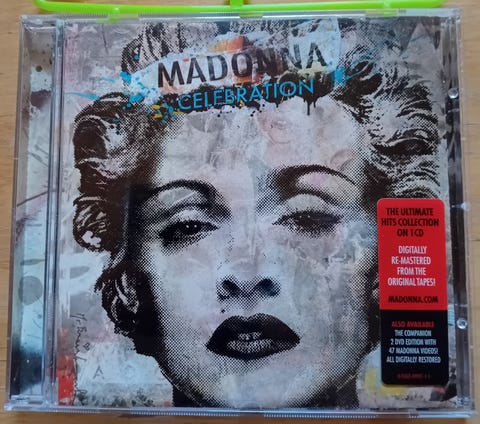 MADONNA
CELEBRATION
THE ULTIMATE
HITS COLLECTION
ON 1 CD
DIGITALLY
RE-MASTERED
FROM THE
ORIGINAL TAPES!
MADONNA.COM
ALSO AVAILABLE
THE COMPANION
2 DVD EDITION WITH
47 MADONNA VIDEOS!
ALL DIGITALLY RESTORED